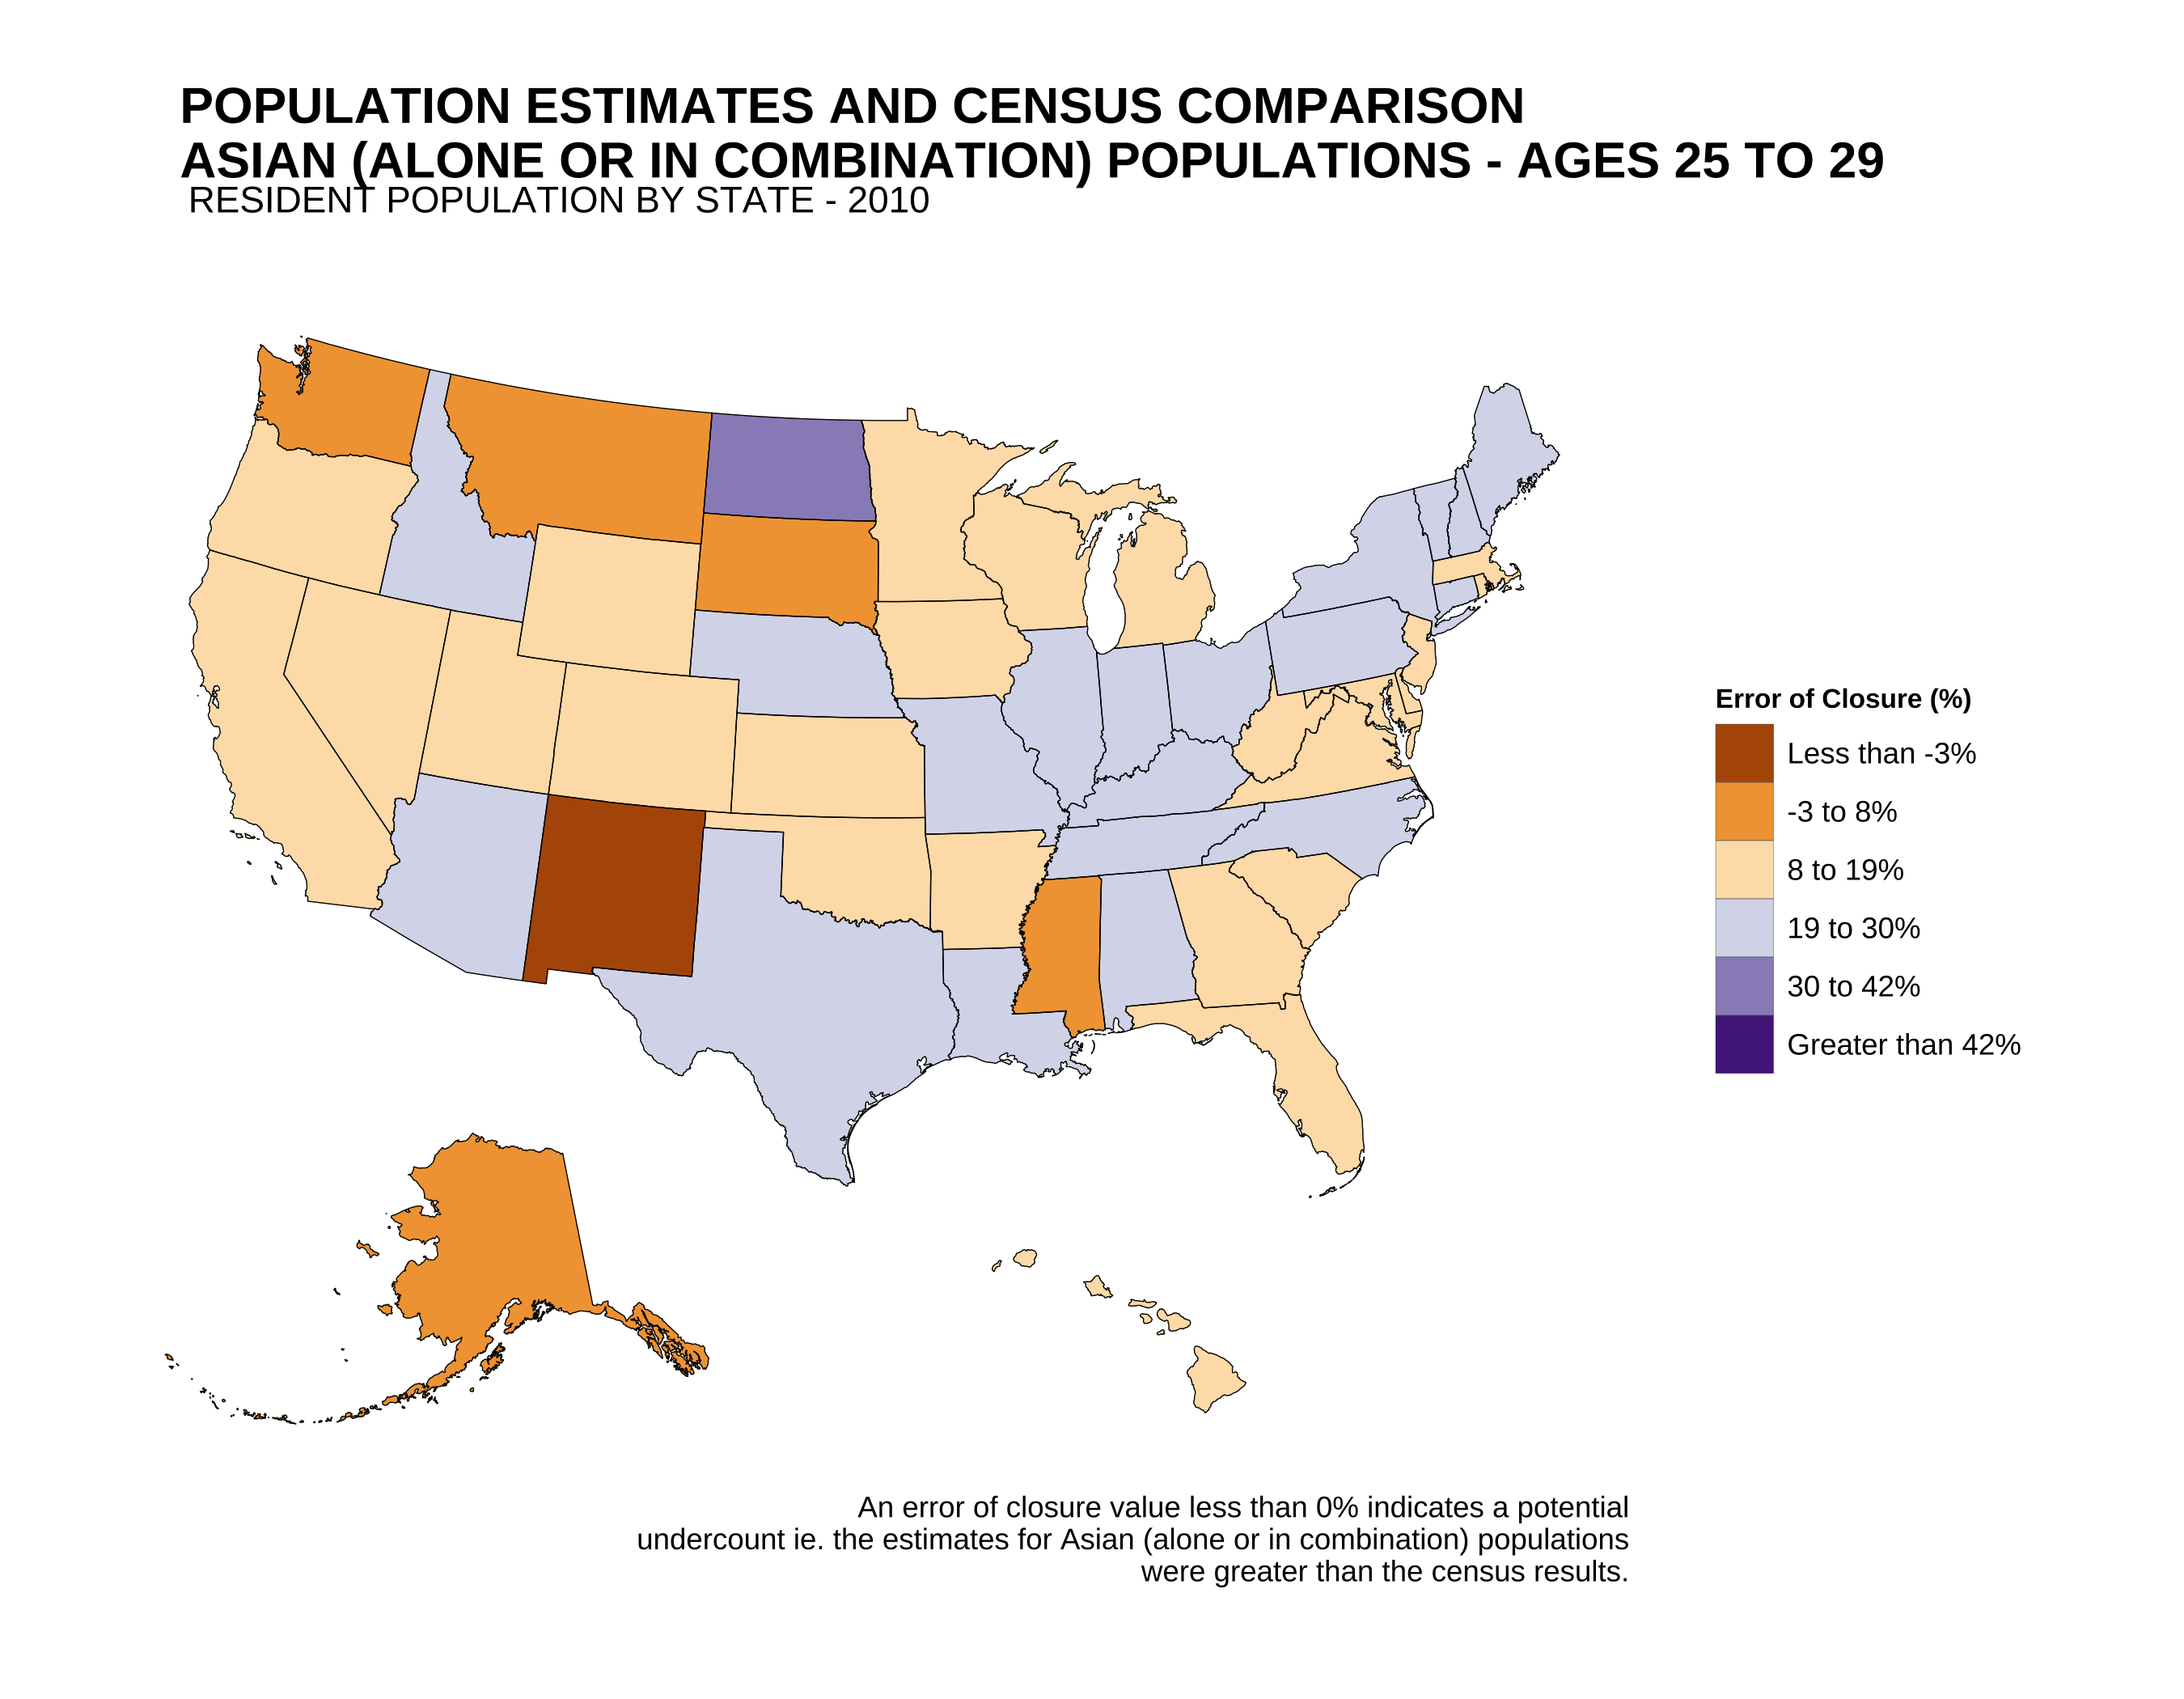 POPULATION ESTIMATES AND CENSUS COMPARISON
ASIAN (ALONE OR IN COMBINATION) POPULATIONS - AGES 25 TO 29
RESIDENT POPULATION BY STATE - 2010
Error of Closure (%)
Less than -3%
-3 to 8%
8 to 19%
19 to 30%
30 to 42%
Greater than 42%
An error of closure value less than 0% indicates a potential
undercount ie. the estimates for Asian (alone or in combination) populations
were greater than the census results.